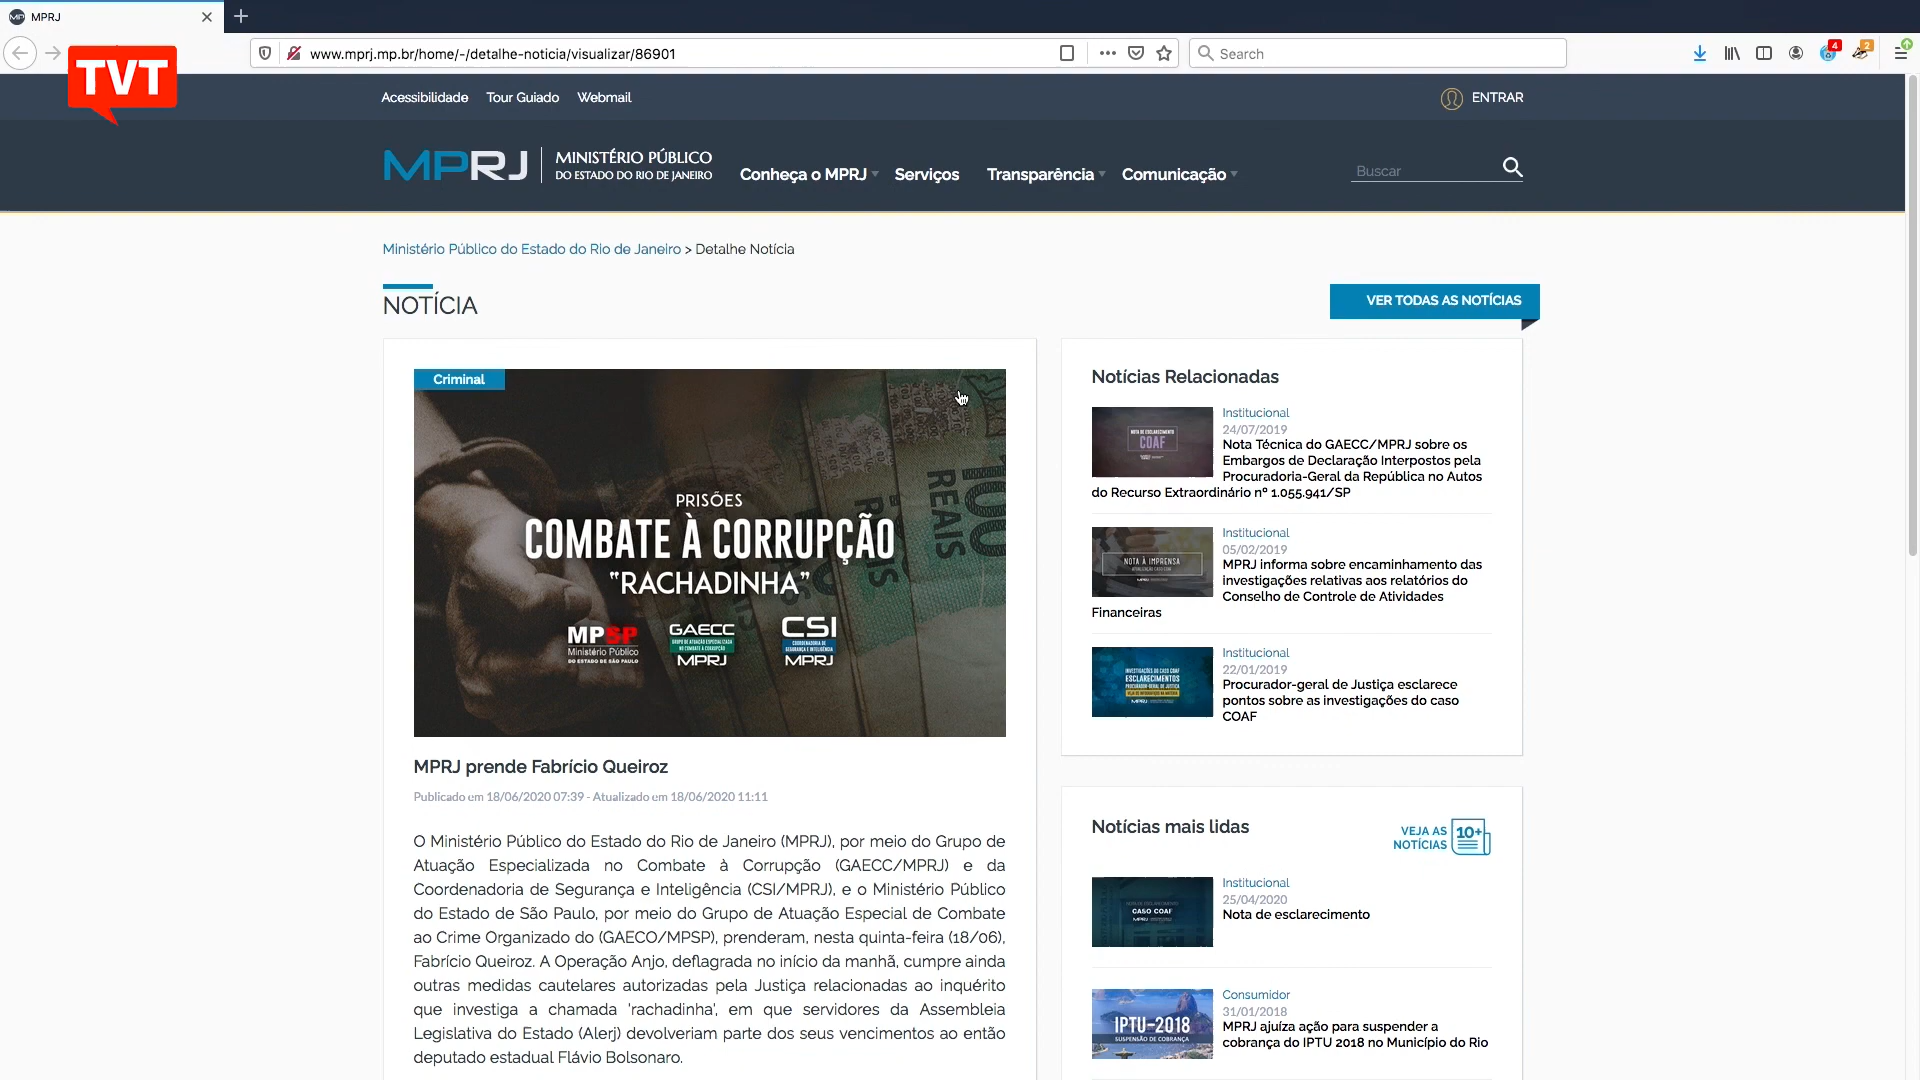 MPRJ
TVT
www.mprj.mp.br/home/-/detalhe-noticia/visualizar/86901
Search
4
2
Acessibilidade Tour Guiado Webmail
ENTRAR
MPRJ
MINISTÉRIO PÚBLICO
DO ESTADO DO RIO DE JANEIRO
Conheça o MPRJ Serviços Transparência Comunicação
Buscar
Ministério Público do Estado do Rio de Janeiro > Detalhe Notícia
NOTÍCIA
VER TODAS AS NOTÍCIAS
Criminal
100
REAIS
REAIS
PRISÕES
COMBATE À CORRUPÇÃO
"RACHADINHA"
MPSP
Ministério Público
DO ESTADO DE SÃO PAULO
GAECC
GRUPO DE ATUAÇÃO ESPECIALIZADA
NO COMBATE À CORRUPÇÃO
MPRJ
CSI
COORDENADORIA DE
SEGURANÇA E INTELIGÊNCIA
MPRJ
MPRJ prende Fabrício Queiroz
Publicado em 18/06/2020 07:39 - Atualizado em 18/06/2020 11:11
O Ministério Público do Estado do Rio de Janeiro (MPRJ), por meio do Grupo de
Atuação Especializada no Combate à Corrupção (GAECC/MPRJ) e da
Coordenadoria de Segurança e Inteligência (CSI/MPRJ), e o Ministério Público
do Estado de São Paulo, por meio do Grupo de Atuação Especial de Combate
ao Crime Organizado do (GAECO/MPSP), prenderam, nesta quinta-feira (18/06),
Fabrício Queiroz. A Operação Anjo, deflagrada no início da manhã, cumpre ainda
outras medidas cautelares autorizadas pela Justiça relacionadas ao inquérito
que investiga a chamada 'rachadinha', em que servidores da Assembleia
Legislativa do Estado (Alerj) devolveriam parte dos seus vencimentos ao então
deputado estadual Flávio Bolsonaro.
Notícias Relacionadas
NOTA DE ESCLARECIMENTO
COAF
Institucional
24/07/2019
Nota Técnica do GAECC/MPRJ sobre os
Embargos de Declaração Interpostos pela
Procuradoria-Geral da República no Autos
do Recurso Extraordinário nº 1.055.941/SP
NOTA À IMPRENSA
Institucional
05/02/2019
MPRJ informa sobre encaminhamento das
investigações relativas aos relatórios do
Conselho de Controle de Atividades
Financeiras
INVESTIGAÇÕES DO CASO COAF
ESCLARECIMENTOS
PROCURADOR-GERAL DE JUSTIÇA
MPRJ
Institucional
22/01/2019
Procurador-geral de Justiça esclarece
pontos sobre as investigações do caso
COAF
Notícias mais lidas
VEJA AS
NOTÍCIAS
10+
CASO COAF
MPRJ
Institucional
25/04/2020
Nota de esclarecimento
IPTU-2018
SUSPENSÃO DE COBRANÇA
Consumidor
31/01/2018
MPRJ ajuíza ação para suspender a
cobrança do IPTU 2018 no Município do Rio